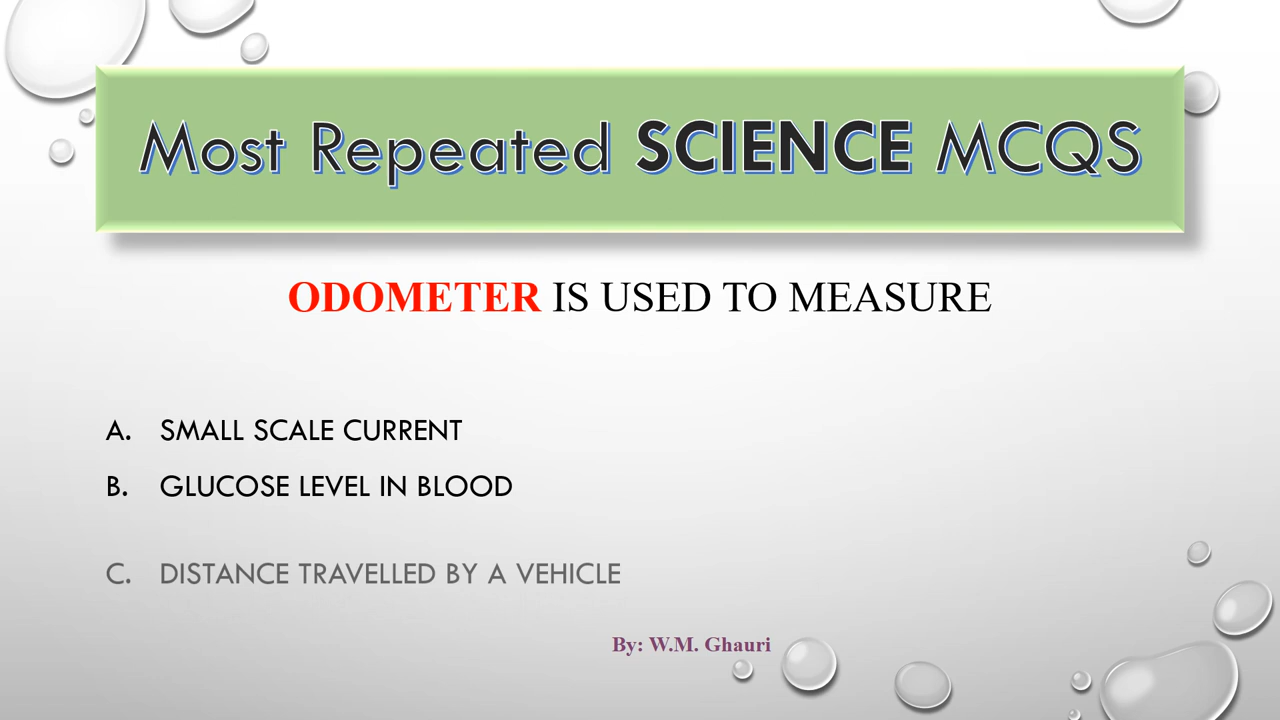 Most Repeated SCIENCE MCQS
ODOMETER IS USED TO MEASURE
A. SMALL SCALE CURRENT
B. GLUCOSE LEVEL IN BLOOD
C. DISTANCE TRAVELLED BY A VEHICLE
By: W.M. Ghauri